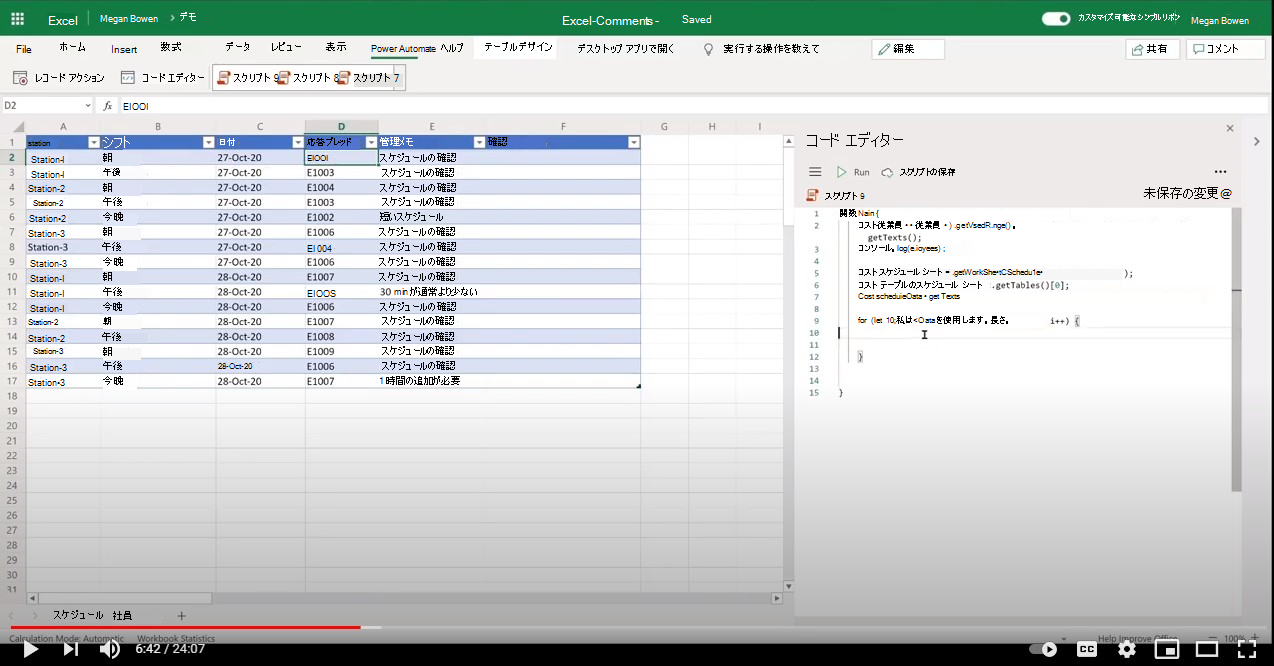 Excel Megan Bowen > デモ Excel-Comments - Saved カスタマイズ可能なシンプルリボン Megan Bowen
File ホーム Insert 数式 データ レビュー 表示 Power Automate ヘルプ テーブルデザイン デスクトップ アプリで開く 実行する操作を教えて 編集 共有 コメント
レコード アクション コードエディター スクリプト 9 スクリプト 8 スクリプト 7
D2 fx EIOOI
A B C D E F G H I
1 station シフト 日付 応答ブレッド 管理メモ 確認
2 Station-l 朝 27-Oct-20 EIOOI スケジュールの確認
3 Station-l 午後 27-Oct-20 E1003 スケジュールの確認
4 Station-2 朝 27-Oct-20 E1004 スケジュールの確認
5 Station-2 午後 27-Oct-20 E1003 スケジュールの確認
6 Station•2 今晩 27-Oct-20 E1002 短いスケジュール
7 Station-3 朝 27-Oct-20 E1006 スケジュールの確認
8 Station-3 午後 27-Oct-20 EI004 スケジュールの確認
9 Station-3 今晩 27-Oct-20 E1006 スケジュールの確認
10 Station-l 朝 28-Oct-20 E1007 スケジュールの確認
11 Station-l 午後 28-Oct-20 EIOOS 30 min が通常より少ない
12 Station-l 今晩 28-Oct-20 E1006 スケジュールの確認
13 Station-2 朝 28-Oct-20 E1007 スケジュールの確認
14 Station-2 午後 28-Oct-20 E1008 スケジュールの確認
15 Station-3 朝 28-Oct-20 E1009 スケジュールの確認
16 Station-3 午後 28-Oct-20 E1006 スケジュールの確認
17 Station•3 今晩 28-Oct-20 E1007 1 時間の追加が必要
18
19
20
21
22
23
24
25
26
27
28
29
30
31
コード エディター
Run スクリプトの保存 •••
スクリプト 9 未保存の変更@
1 関数 Nain {
2 コスト従業員 • • 従業員 • ) .getVsedR.nge() 。
getTexts();
3 コンソール。log(e.ioyees) ;
4
5 コスト スケジュール シート = .getWorkShe•tCSchedu1e• );
6 コスト テーブルのスケジュール シート .getTables()[0];
7 Cost scheduieOata • get Texts
8
9 for (let 10;私は<Oataを使用します。長さ。 i++) {
10
11
12 }
13
14
15 }
スケジュール 社員 +
Calculation Mode: Automatic Workbook Statistics Help Improve Office 100%
6:42 / 24:07 CC